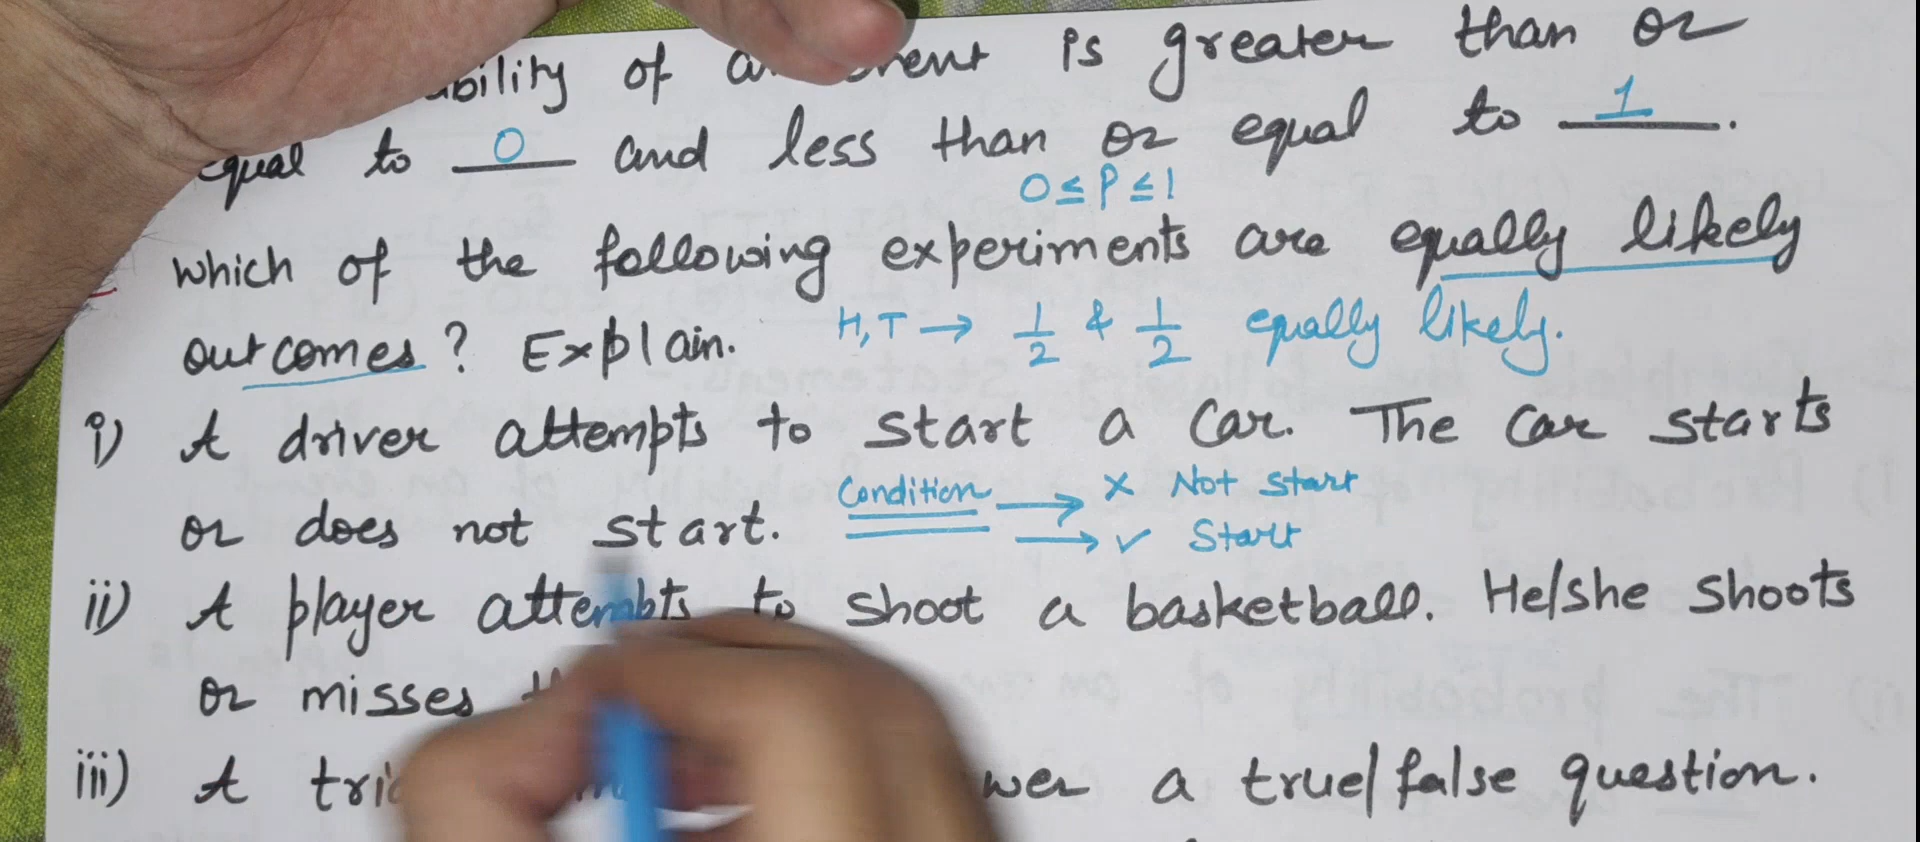 of is greater than or
equal to 0 and less than or equal to 1.
0 ≤ P ≤ 1
which of the following experiments are equally likely
outcomes? Explain. H, T → 1/2 & 1/2 equally likely.
i) A driver attempts to start a car. The car starts
Condition → × Not start
or does not start. → ✓ Start
ii) A player attempts to shoot a basketball. He/she shoots
or misses
iii) A a true/false question.